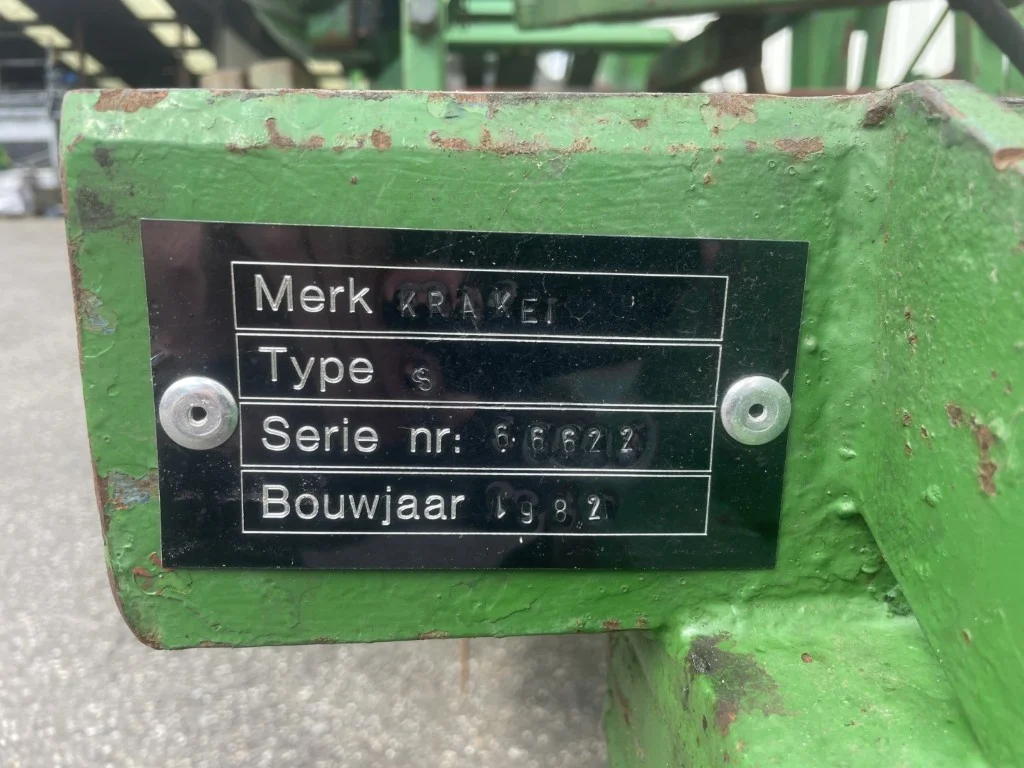 Merk KRAKEI
Type S
Serie nr: 66622
Bouwjaar 1982